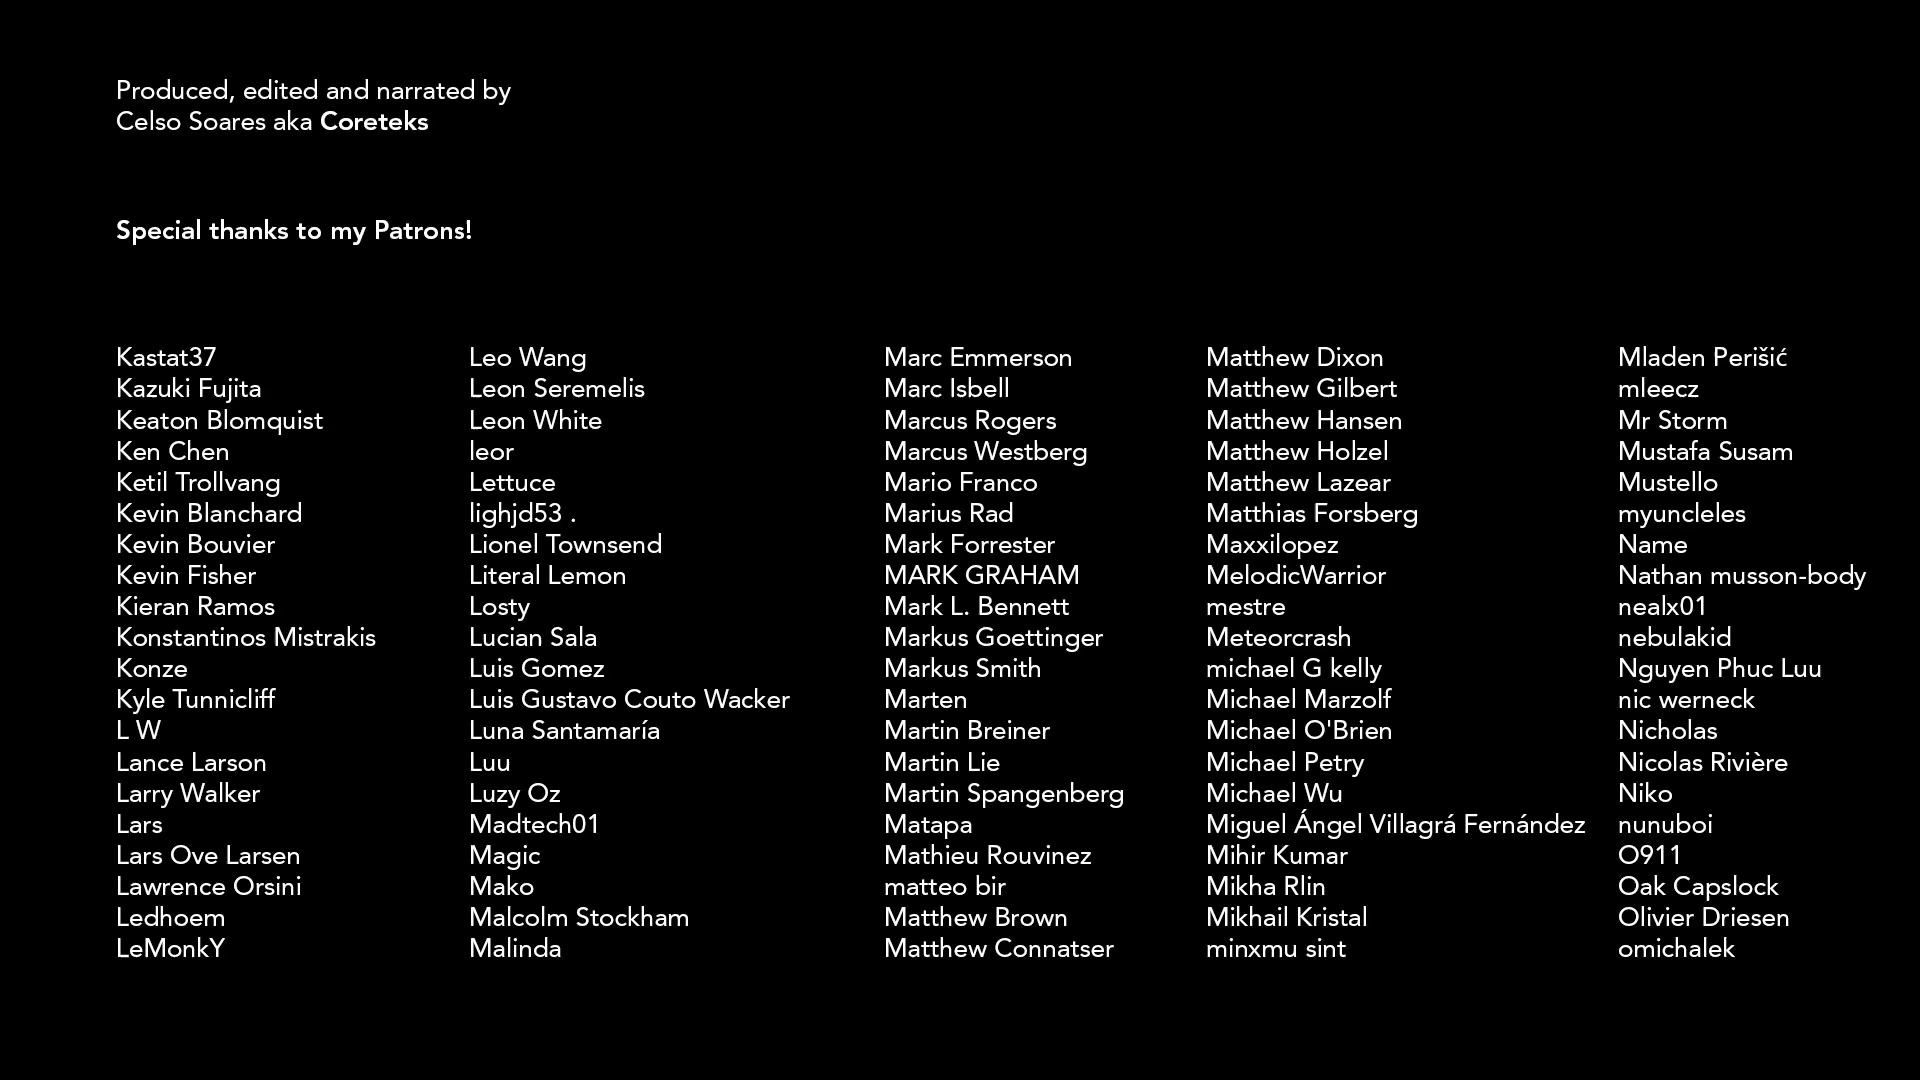 Produced, edited and narrated by
Celso Soares aka Coreteks
Special thanks to my Patrons!
Kastat37
Kazuki Fujita
Keaton Blomquist
Ken Chen
Ketil Trollvang
Kevin Blanchard
Kevin Bouvier
Kevin Fisher
Kieran Ramos
Konstantinos Mistrakis
Konze
Kyle Tunnicliff
L W
Lance Larson
Larry Walker
Lars
Lars Ove Larsen
Lawrence Orsini
Ledhoem
LeMonkY
Leo Wang
Leon Seremelis
Leon White
leor
Lettuce
lighjd53 .
Lionel Townsend
Literal Lemon
Losty
Lucian Sala
Luis Gomez
Luis Gustavo Couto Wacker
Luna Santamaría
Luu
Luzy Oz
Madtech01
Magic
Mako
Malcolm Stockham
Malinda
Marc Emmerson
Marc Isbell
Marcus Rogers
Marcus Westberg
Mario Franco
Marius Rad
Mark Forrester
MARK GRAHAM
Mark L. Bennett
Markus Goettinger
Markus Smith
Marten
Martin Breiner
Martin Lie
Martin Spangenberg
Matapa
Mathieu Rouvinez
matteo bir
Matthew Brown
Matthew Connatser
Matthew Dixon
Matthew Gilbert
Matthew Hansen
Matthew Holzel
Matthew Lazear
Matthias Forsberg
Maxxilopez
MelodicWarrior
mestre
Meteorcrash
michael G kelly
Michael Marzolf
Michael O'Brien
Michael Petry
Michael Wu
Miguel Ángel Villagrá Fernández
Mihir Kumar
Mikha Rlin
Mikhail Kristal
minxmu sint
Mladen Perišić
mleecz
Mr Storm
Mustafa Susam
Mustello
myuncleles
Name
Nathan musson-body
nealx01
nebulakid
Nguyen Phuc Luu
nic werneck
Nicholas
Nicolas Rivière
Niko
nunuboi
O911
Oak Capslock
Olivier Driesen
omichalek